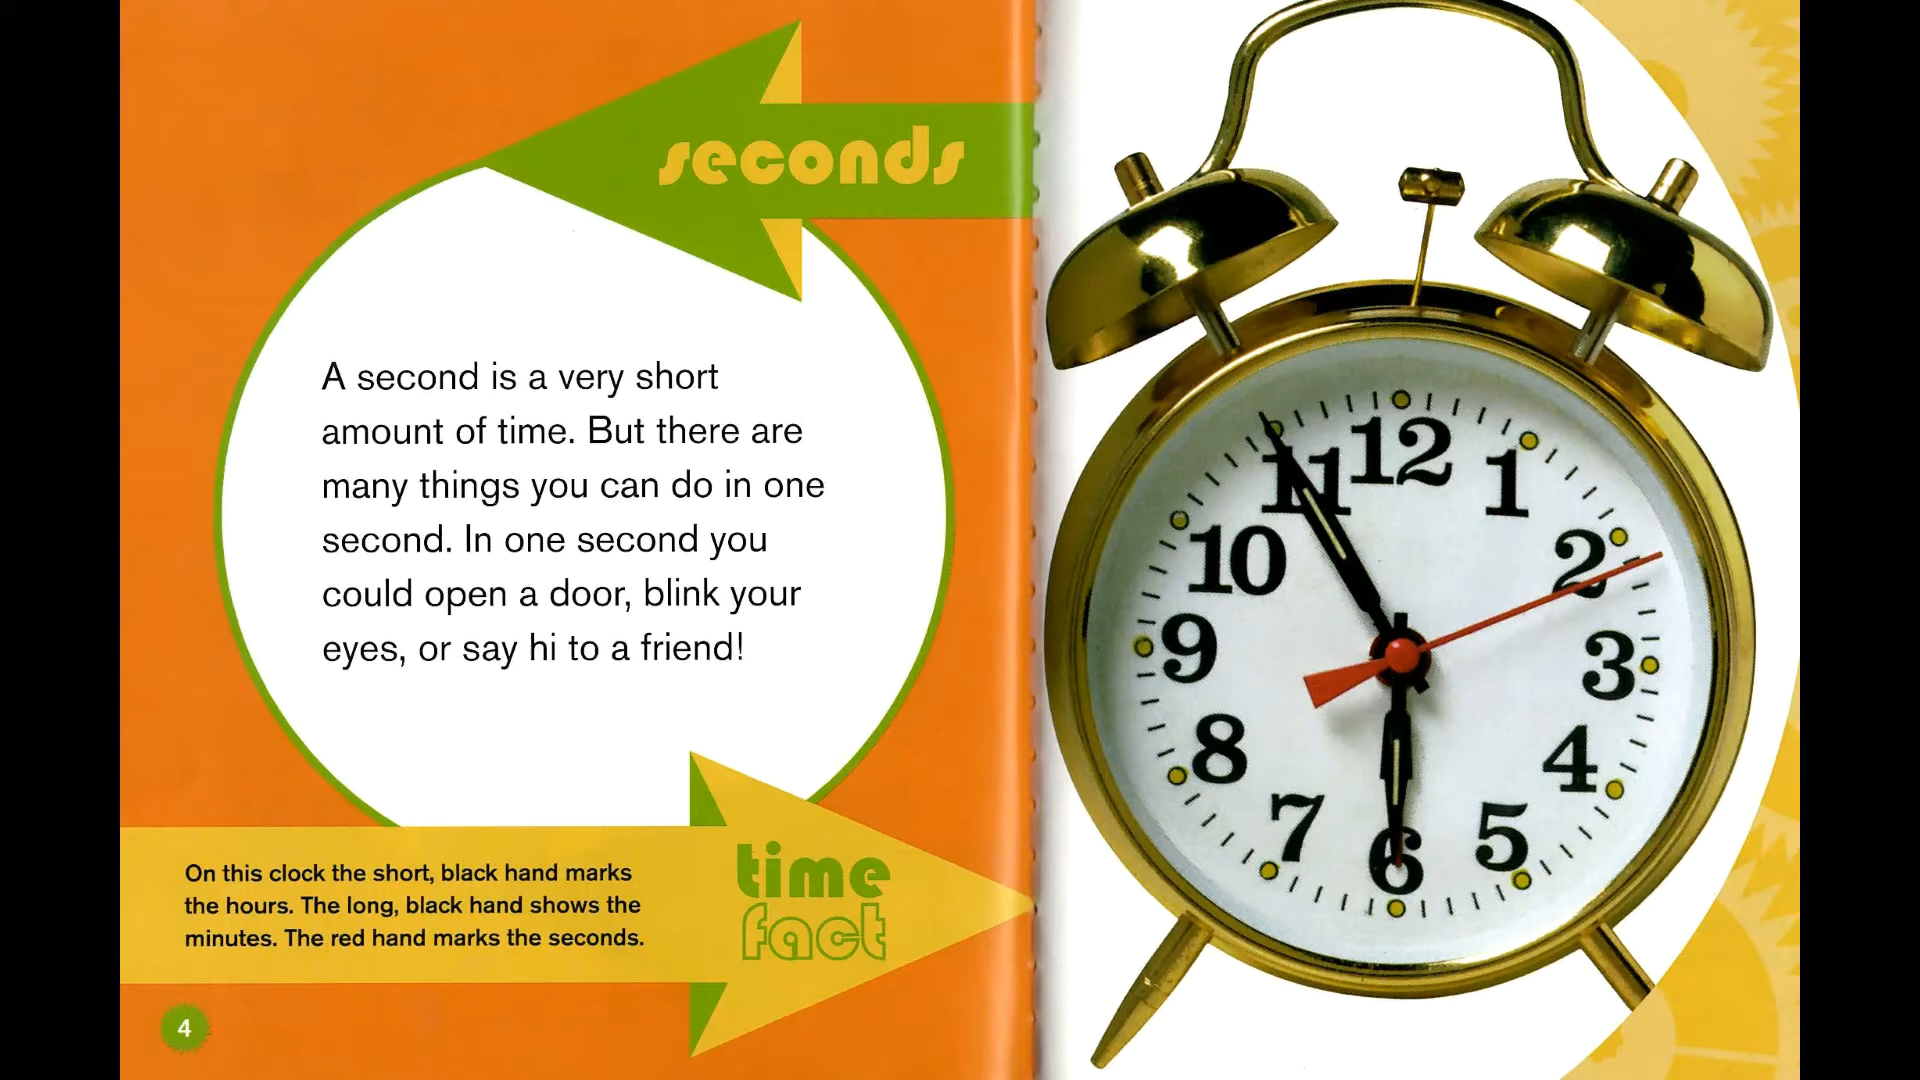 seconds
A second is a very short
amount of time. But there are
many things you can do in one
second. In one second you
could open a door, blink your
eyes, or say hi to a friend!
On this clock the short, black hand marks
the hours. The long, black hand shows the
minutes. The red hand marks the seconds.
time
fact
4
12
1
2
3
4
5
6
7
8
9
10
11